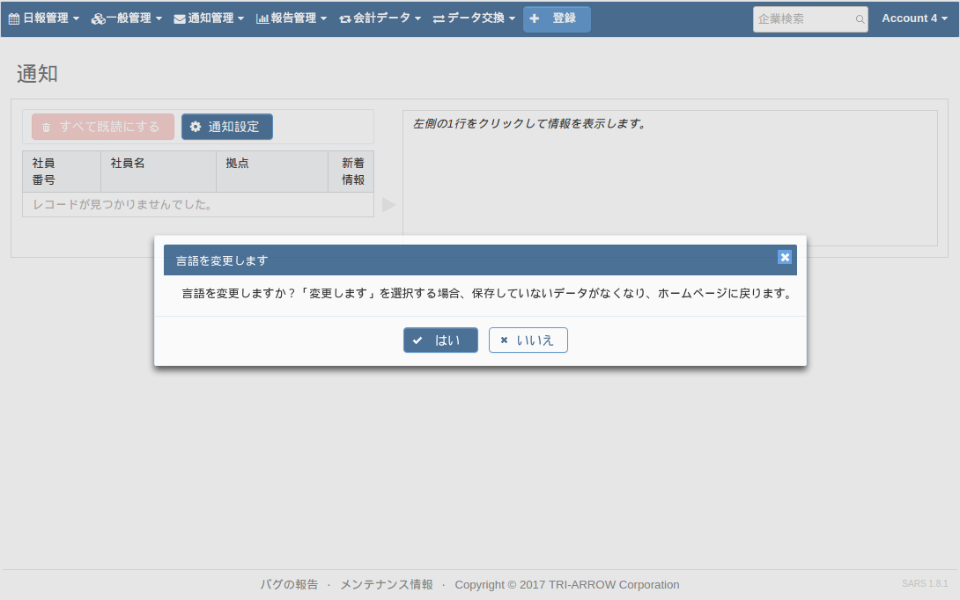 日報管理 一般管理 通知管理 報告管理 会計データ データ交換 登録 企業検索 Account 4
通知
すべて既読にする 通知設定
左側の1行をクリックして情報を表示します。
社員番号 社員名 拠点 新着情報
レコードが見つかりませんでした。
言語を変更します
言語を変更しますか？「変更します」を選択する場合、保存していないデータがなくなり、ホームページに戻ります。
はい いいえ
バグの報告 · メンテナンス情報 · Copyright © 2017 TRI-ARROW Corporation
SARS 1.8.1